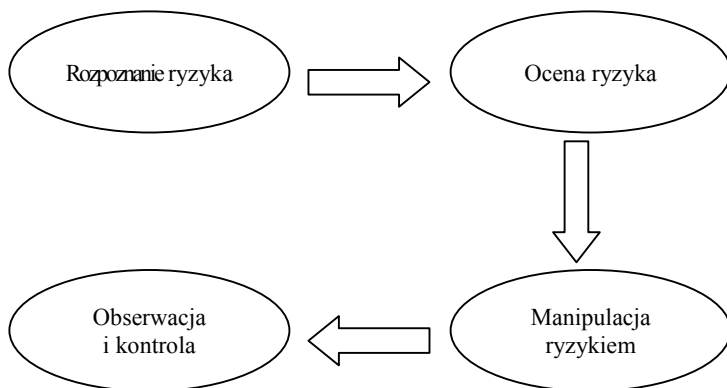 Rozpoznanie ryzyka
Ocena ryzyka
Obserwacja
i kontrola
Manipulacja
ryzykiem